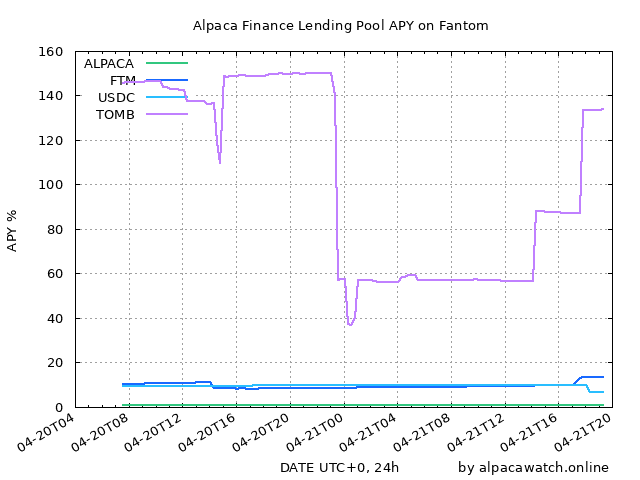 Alpaca Finance Lending Pool APY on Fantom
160
140
120
100
80
60
40
20
0
APY %
ALPACA
FTM
USDC
TOMB
04-20T04
04-20T08
04-20T12
04-20T16
04-20T20
04-21T00
04-21T04
04-21T08
04-21T12
04-21T16
04-21T20
DATE UTC+0, 24h
by alpacawatch.online